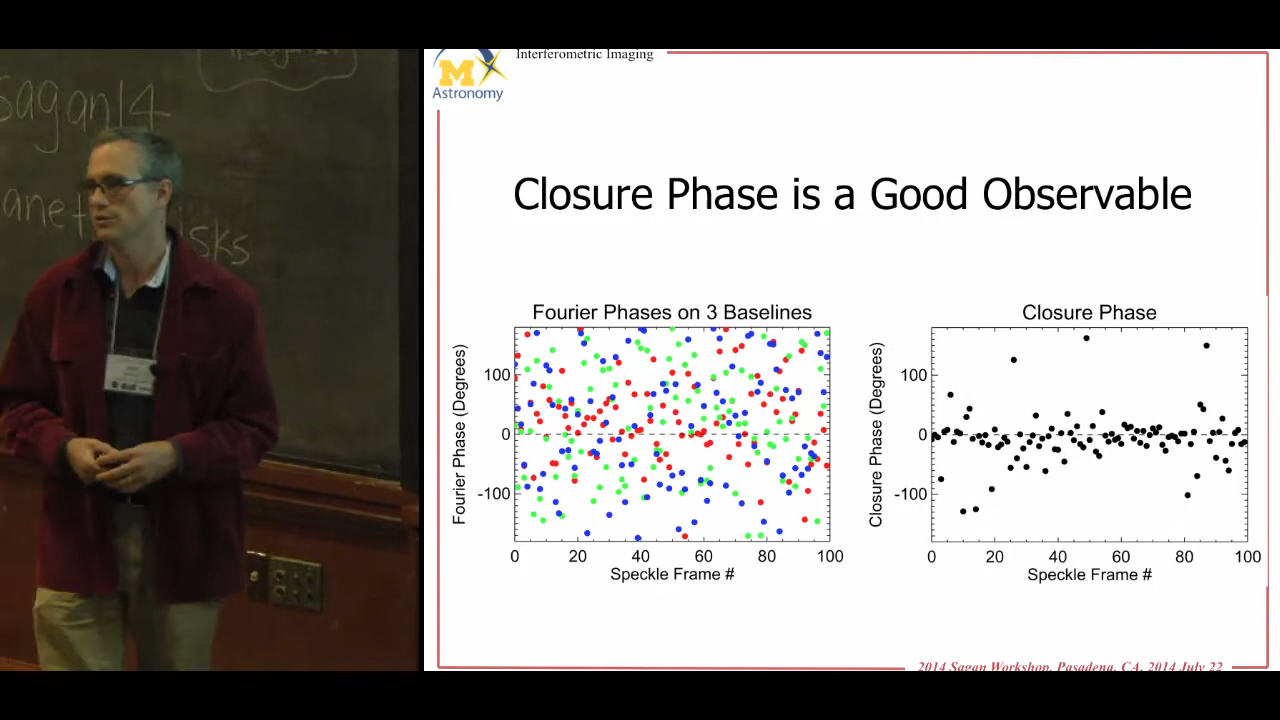 sagan14
Interferometric Imaging
M
Astronomy
Closure Phase is a Good Observable
Fourier Phases on 3 Baselines
Fourier Phase (Degrees)
100
0
-100
0 20 40 60 80 100
Speckle Frame #
Closure Phase
Closure Phase (Degrees)
100
0
-100
0 20 40 60 80 100
Speckle Frame #
2014 Sagan Workshop, Pasadena, CA, 2014 July 22